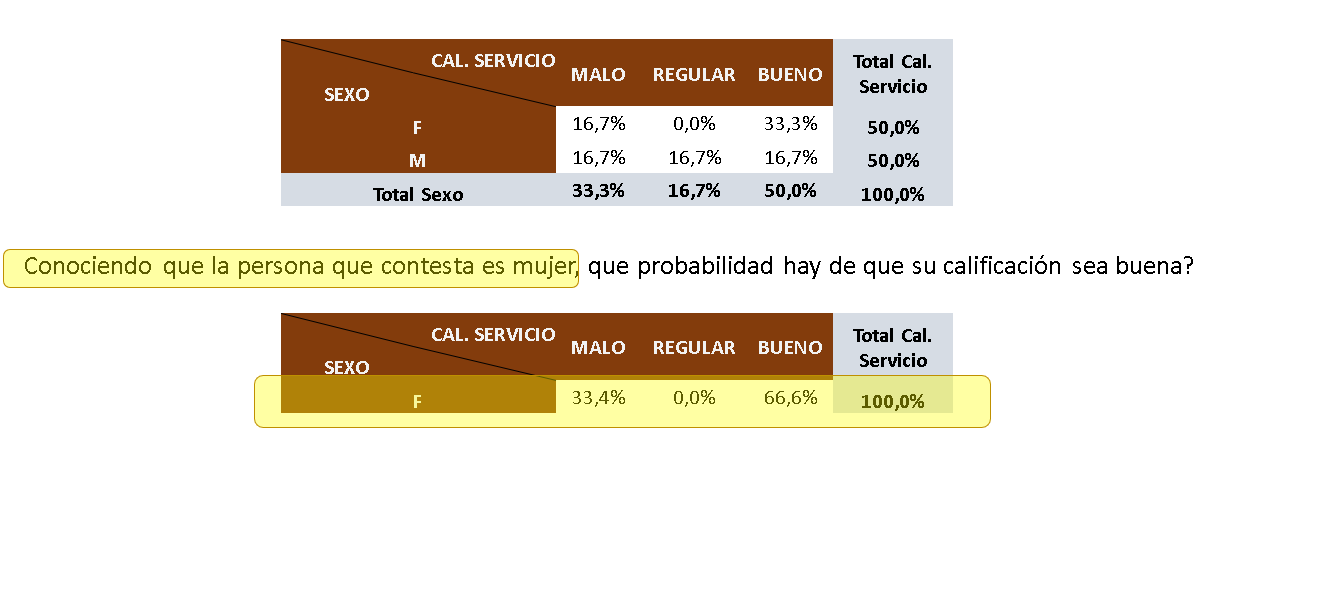 CAL. SERVICIO MALO REGULAR BUENO Total Cal. Servicio
SEXO
F 16,7% 0,0% 33,3% 50,0%
M 16,7% 16,7% 16,7% 50,0%
Total Sexo 33,3% 16,7% 50,0% 100,0%
Conociendo que la persona que contesta es mujer, que probabilidad hay de que su calificación sea buena?
CAL. SERVICIO MALO REGULAR BUENO Total Cal. Servicio
SEXO
F 33,4% 0,0% 66,6% 100,0%